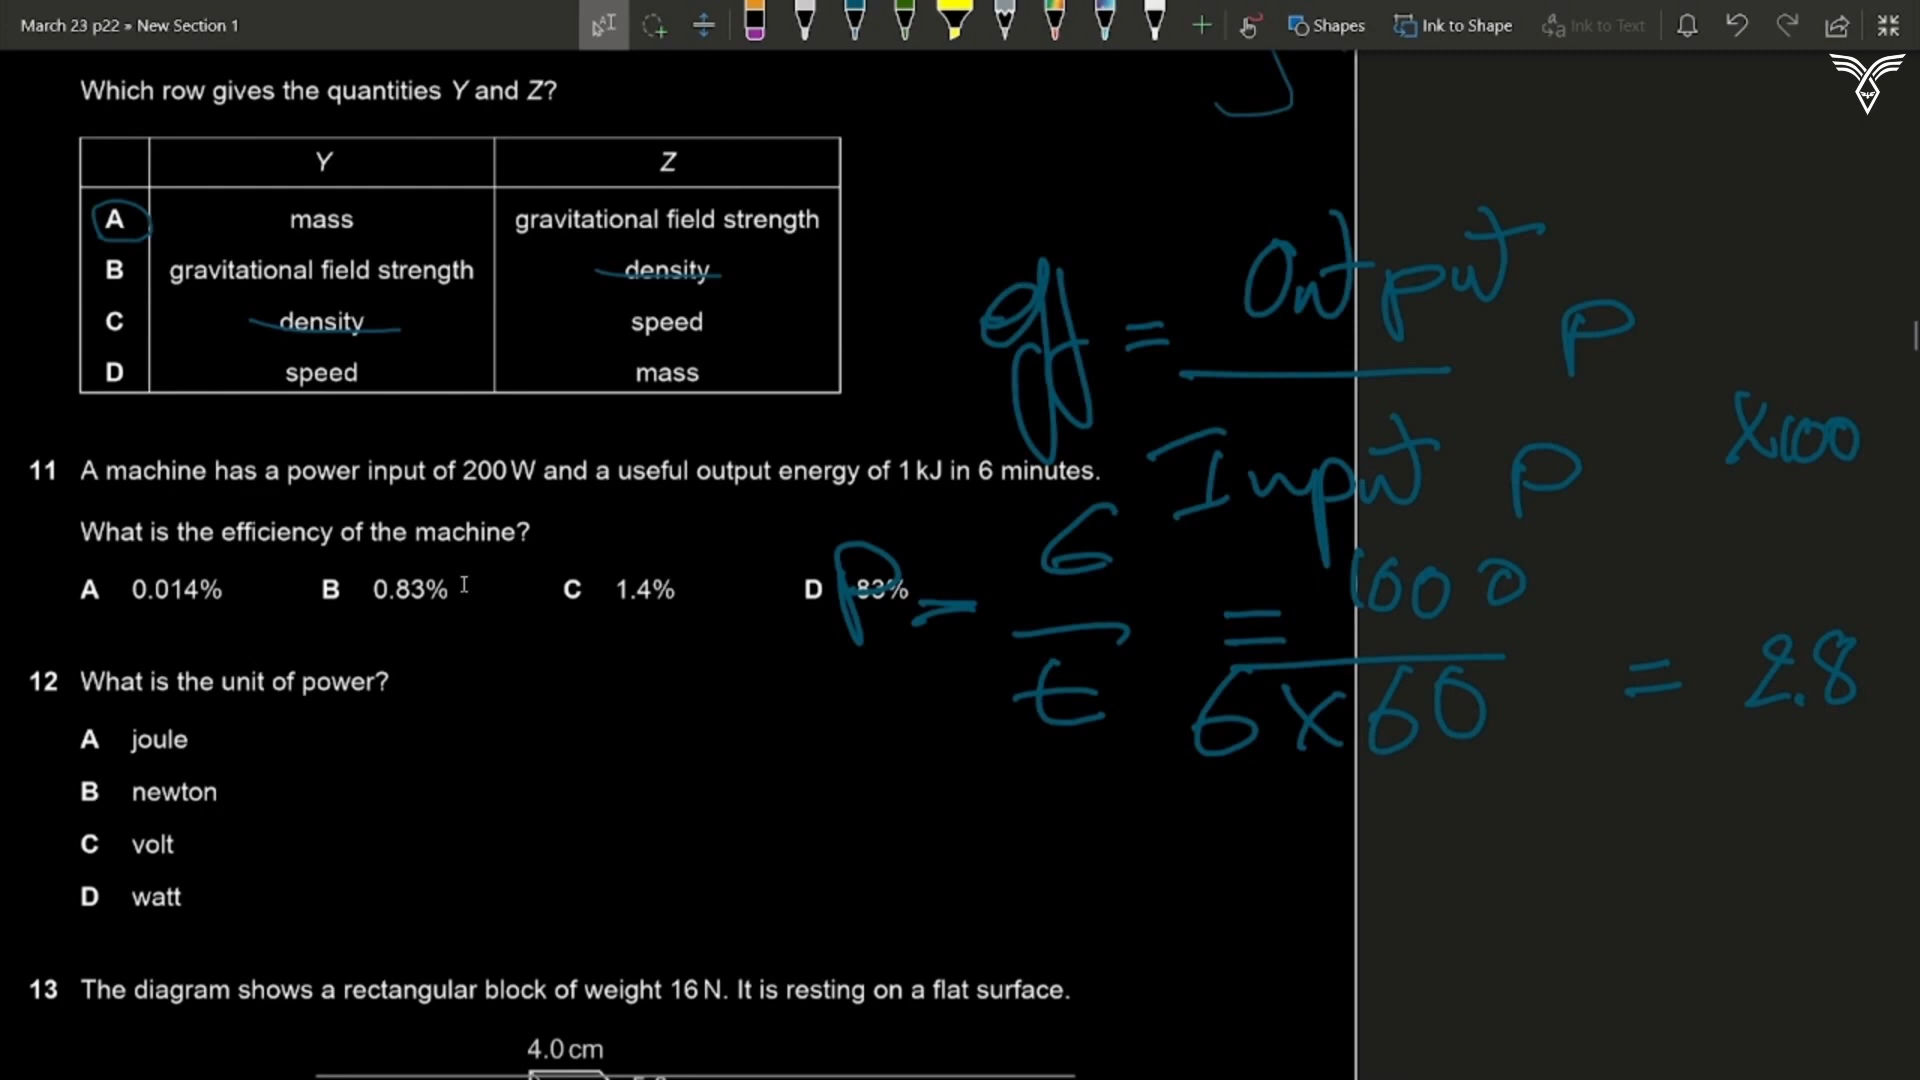 March 23 p22 » New Section 1
Shapes
Ink to Shape
Ink to Text
Which row gives the quantities Y and Z?
Y Z
A mass gravitational field strength
B gravitational field strength density
C density speed
D speed mass
eff = Output P
Input P
X100
11 A machine has a power input of 200 W and a useful output energy of 1 kJ in 6 minutes.
What is the efficiency of the machine?
A 0.014% B 0.83% C 1.4% D 83%
P = 6 = 1000
t 6 x 60 = 2.8
12 What is the unit of power?
A joule
B newton
C volt
D watt
13 The diagram shows a rectangular block of weight 16 N. It is resting on a flat surface.
4.0 cm